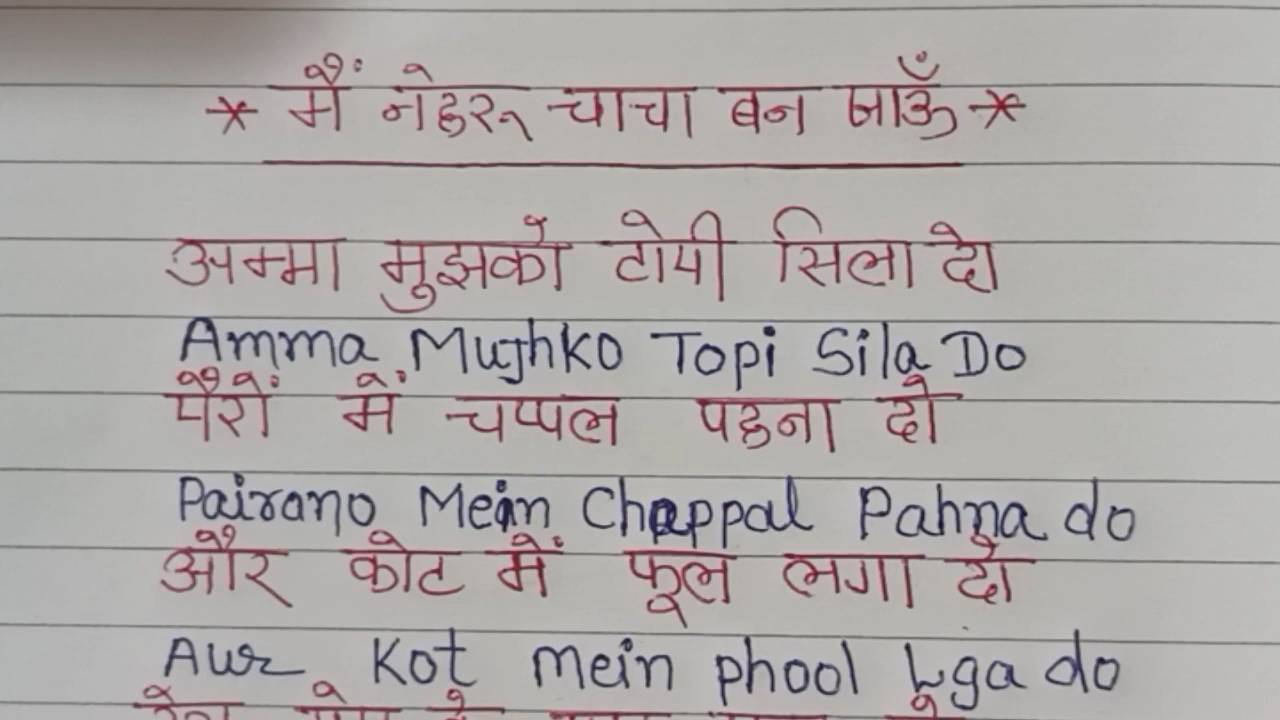 * मैं नेहरू चाचा बन जाऊँ *
अम्मा मुझको टोपी सिला दो
Amma Mujhko Topi Sila Do
पैरों में चप्पल पहना दो
Pairano Mein Chappal Pahna do
और कोट में फूल लगा दो
Aur Kot mein phool Lga do